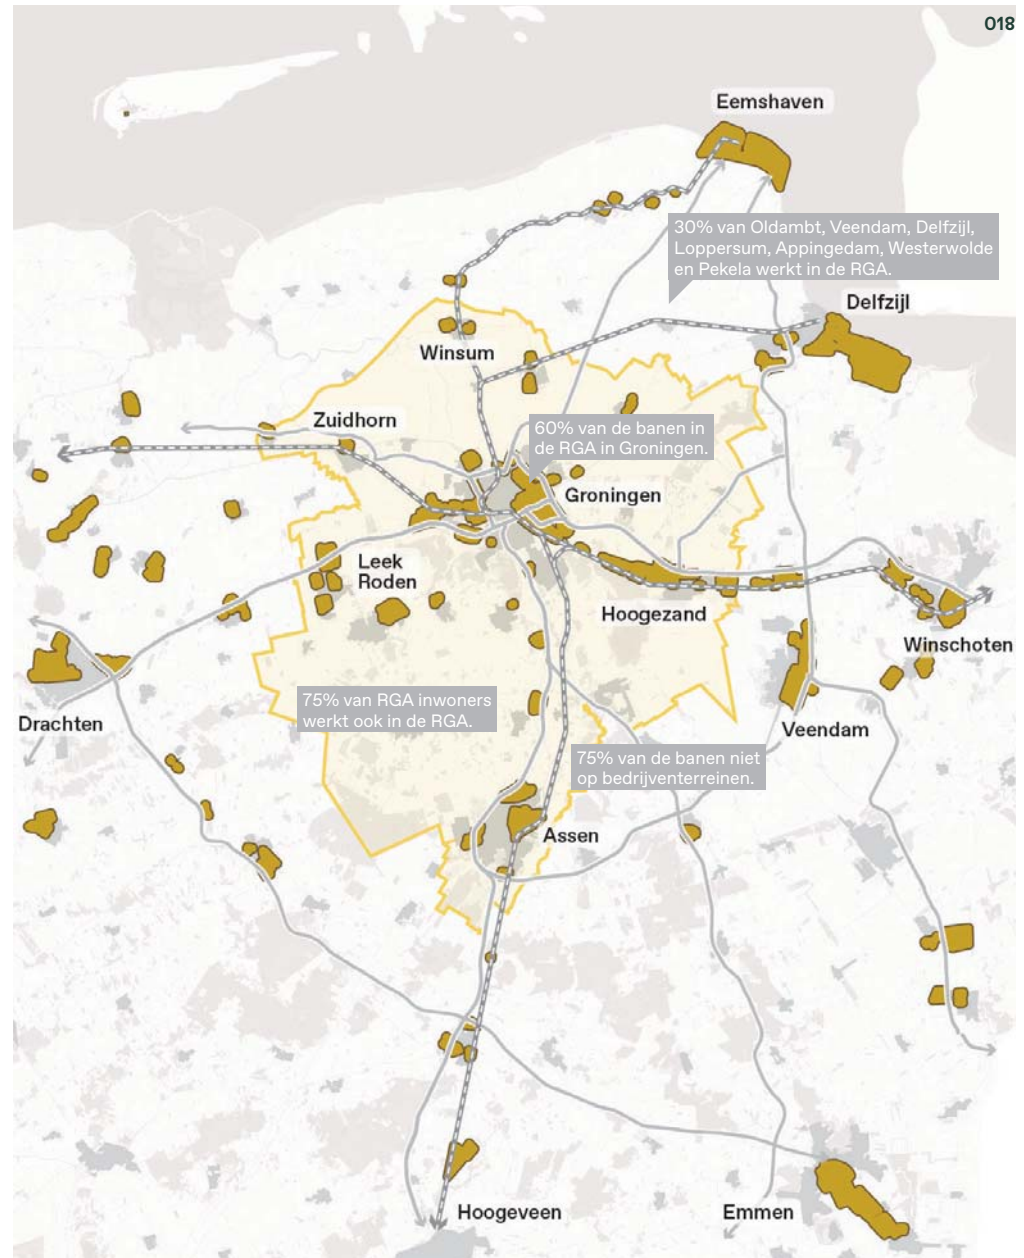 018
Eemshaven
30% van Oldambt, Veendam, Delfzijl,
Loppersum, Appingedam, Westerwolde
en Pekela werkt in de RGA.
Delfzijl
Winsum
Zuidhorn
60% van de banen in
de RGA in Groningen.
Groningen
Leek
Roden
Hoogezand
Winschoten
75% van RGA inwoners
werkt ook in de RGA.
Drachten
Veendam
75% van de banen niet
op bedrijventerreinen.
Assen
Hoogeveen
Emmen